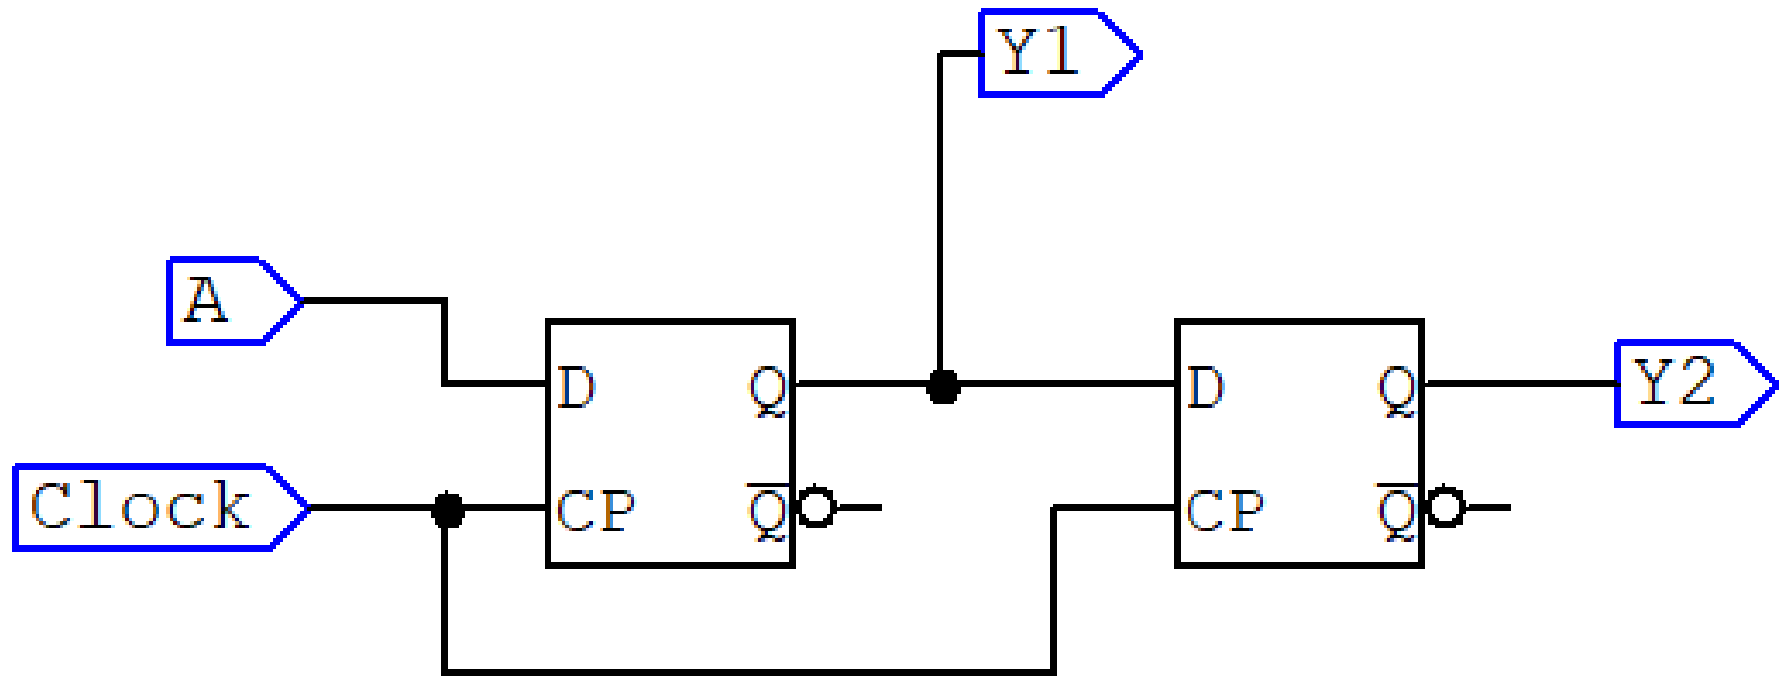 Y1
A
D Q
D Q
Y2
Clock
CP Q̅
CP Q̅